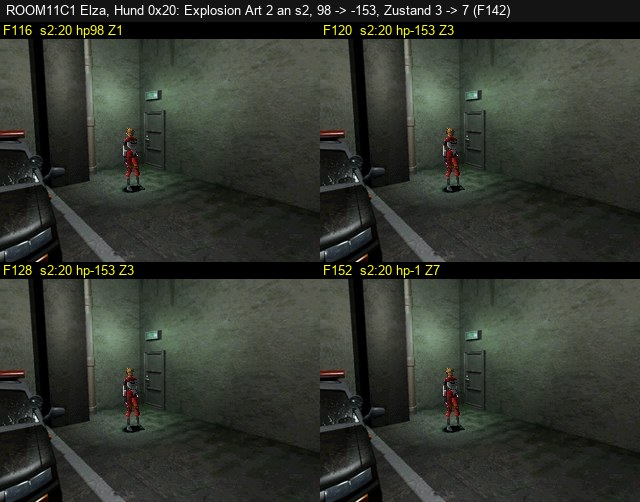 ROOM11C1 Elza, Hund 0x20: Explosion Art 2 an s2, 98 -> -153, Zustand 3 -> 7 (F142)
F116 s2:20 hp98 Z1
F120 s2:20 hp-153 Z3
F128 s2:20 hp-153 Z3
F152 s2:20 hp-1 Z7